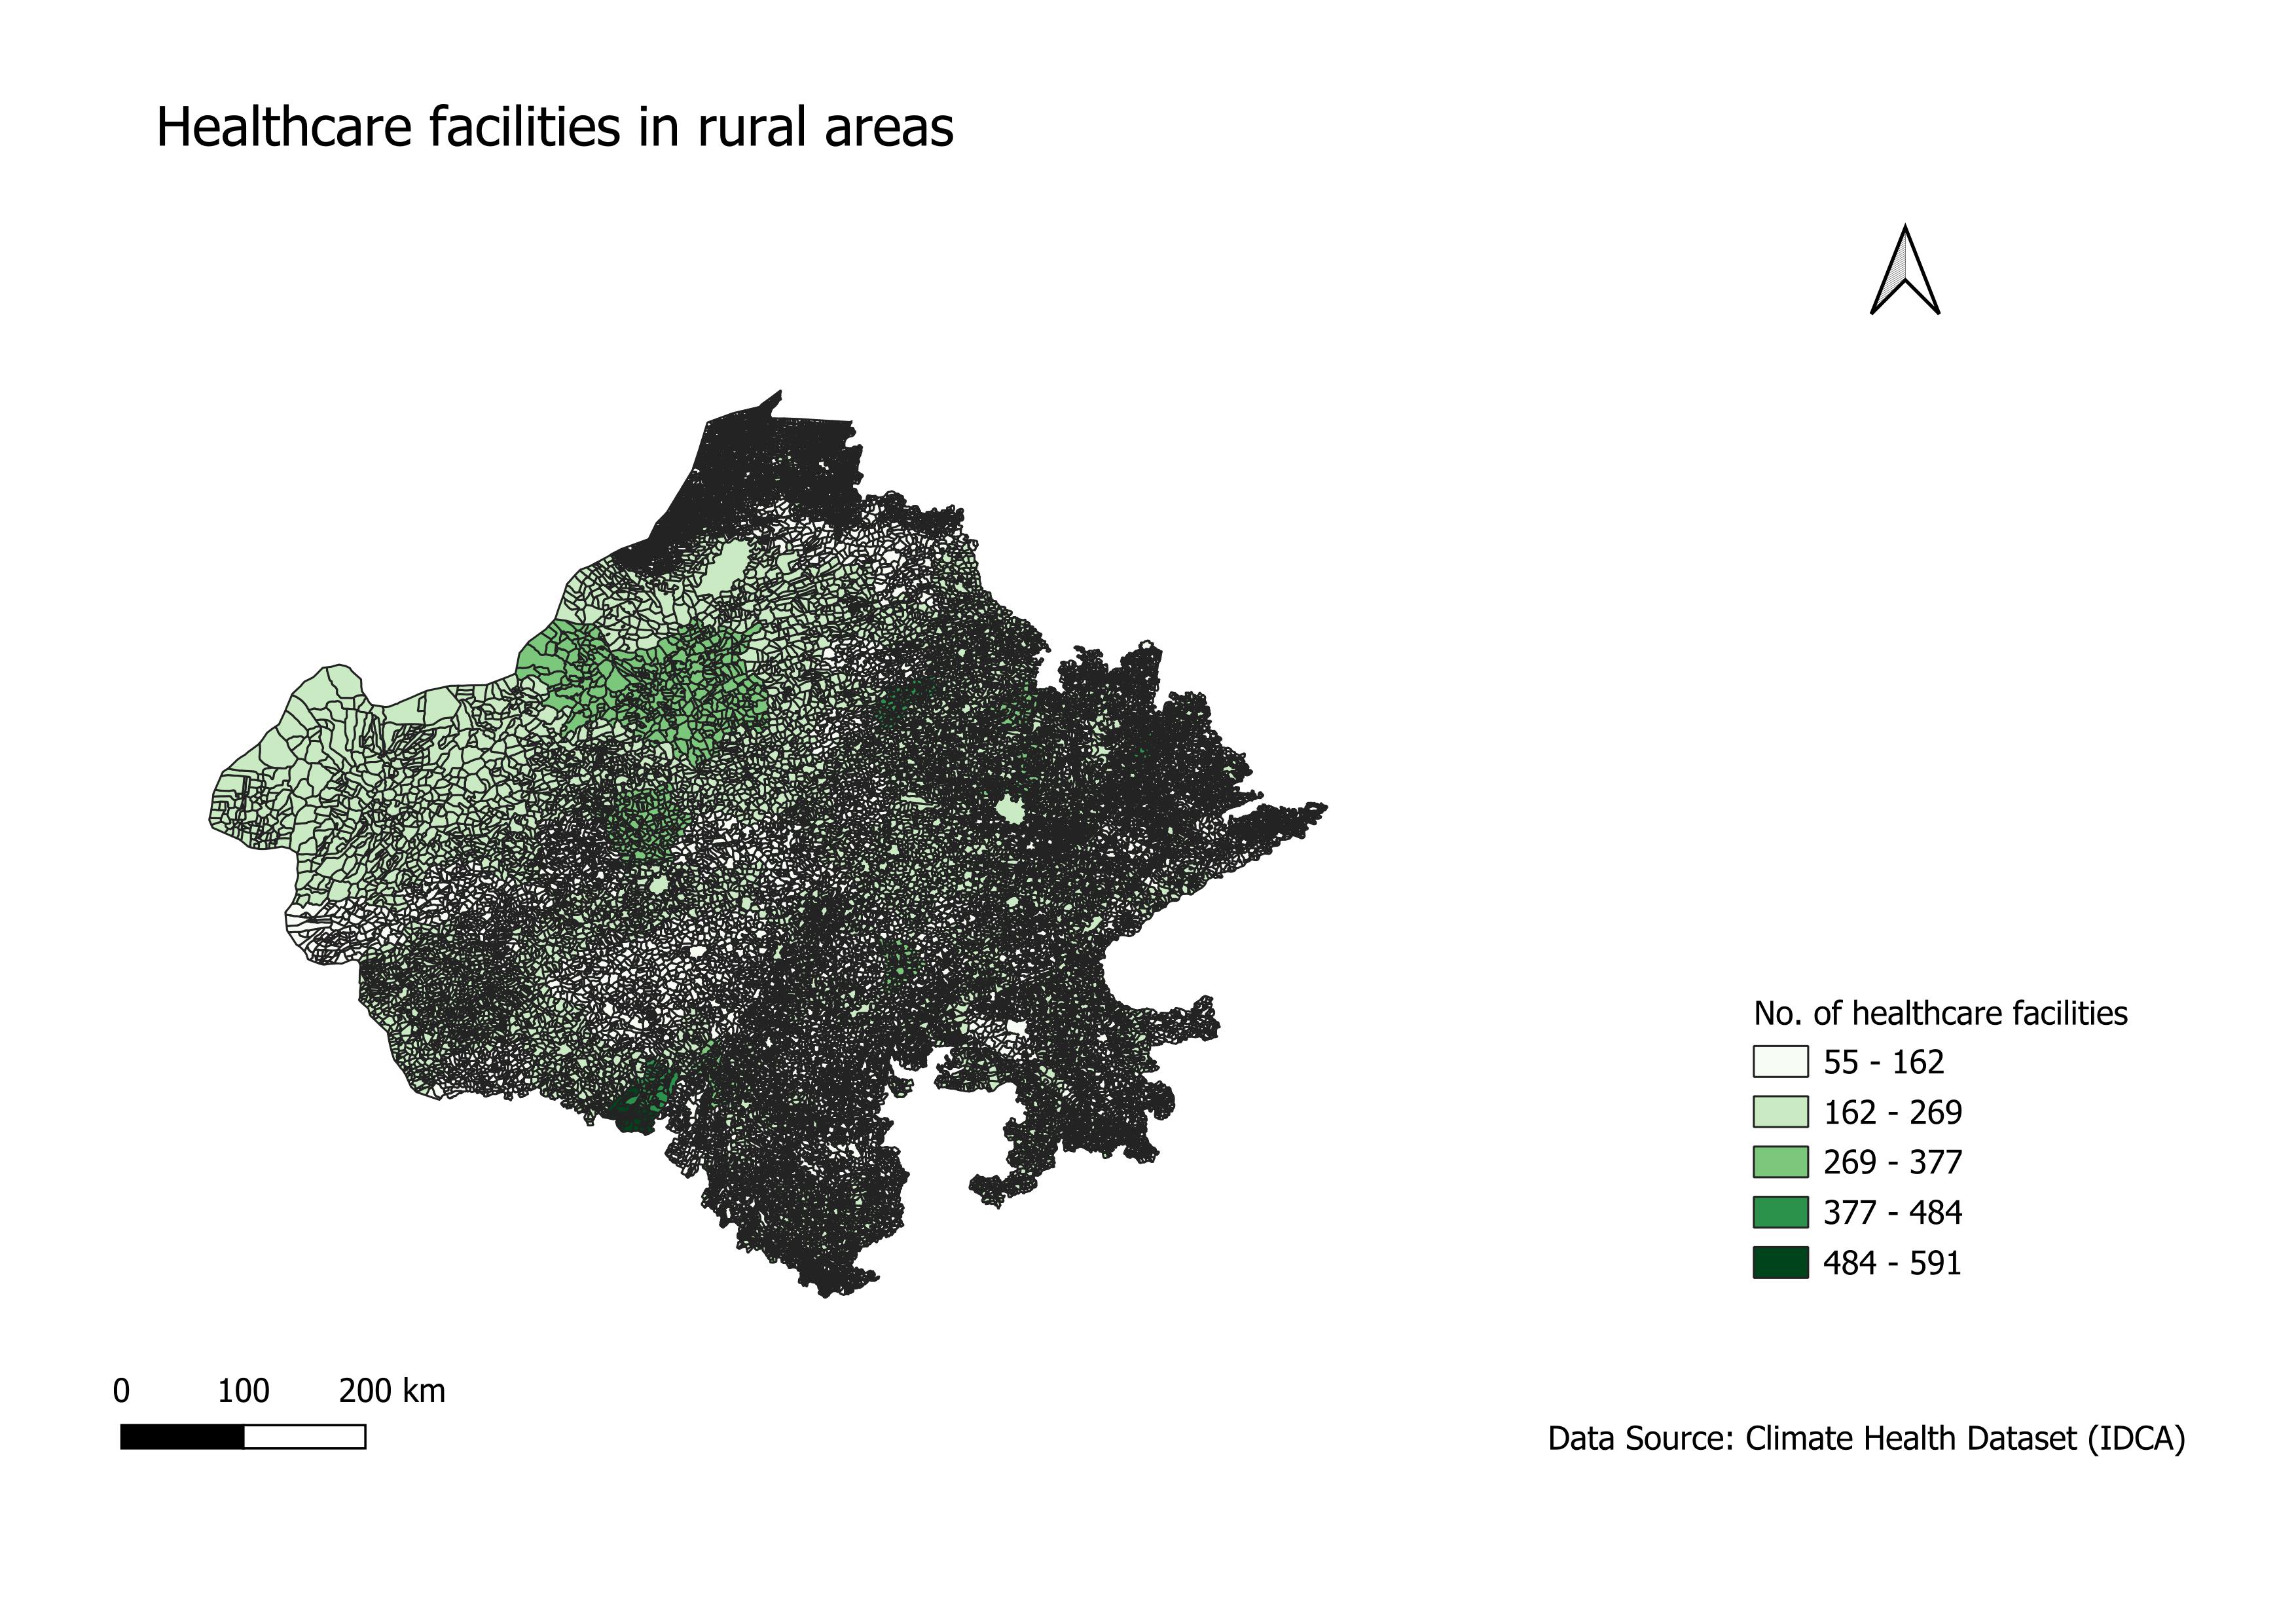 Healthcare facilities in rural areas
No. of healthcare facilities
55 - 162
162 - 269
269 - 377
377 - 484
484 - 591
0 100 200 km
Data Source: Climate Health Dataset (IDCA)